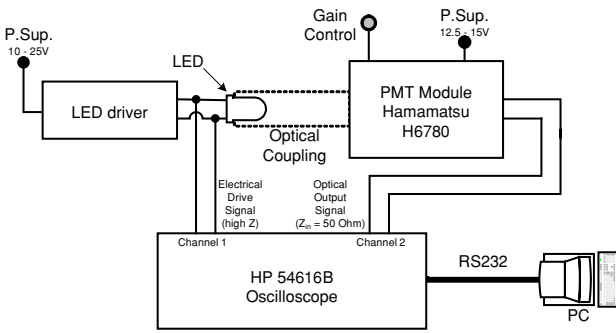 Gain
Control
P.Sup.
12.5 - 15V
P.Sup.
10 - 25V
LED
LED driver
PMT Module
Hamamatsu
H6780
Optical
Coupling
Electrical
Drive
Signal
(high Z)
Optical
Output
Signal
(Zin = 50 Ohm)
Channel 1
Channel 2
HP 54616B
Oscilloscope
RS232
PC